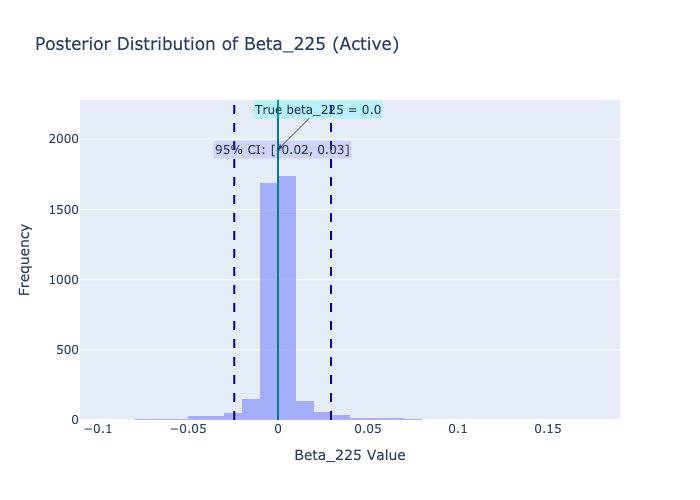 Posterior Distribution of Beta_225 (Active)
True beta_225 = 0.0
95% CI: [-0.02, 0.03]
2000
1500
1000
500
0
Frequency
−0.1
−0.05
0
0.05
0.1
0.15
Beta_225 Value